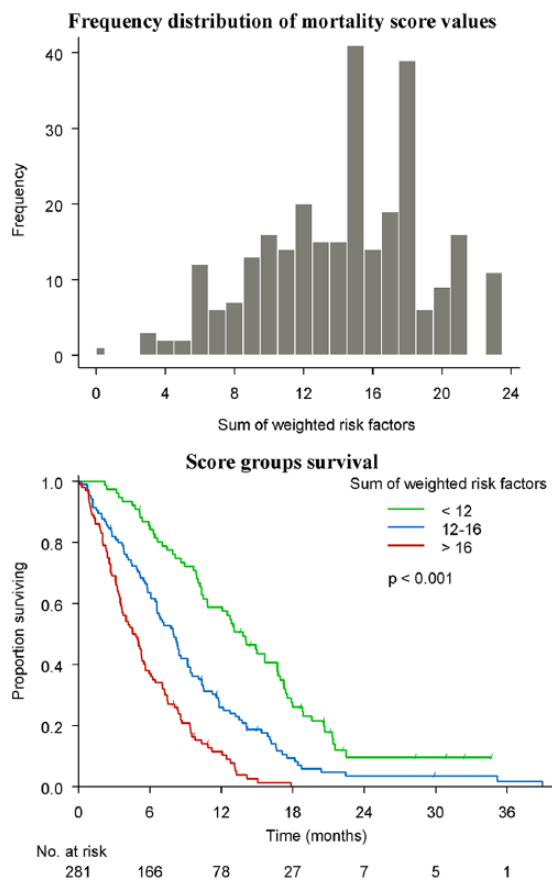 Frequency distribution of mortality score values
40
30
20
10
0
Frequency
0 4 8 12 16 20 24
Sum of weighted risk factors
Score groups survival
Sum of weighted risk factors
< 12
12-16
> 16
p < 0.001
1.0
0.8
0.6
0.4
0.2
0.0
Proportion surviving
0 6 12 18 24 30 36
Time (months)
No. at risk
281 166 78 27 7 5 1